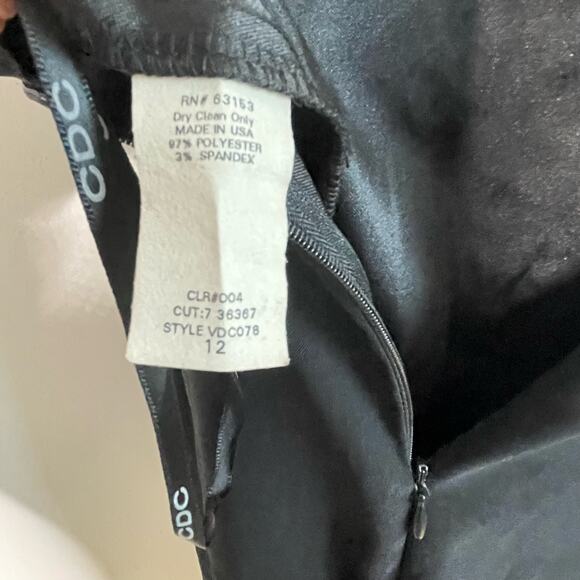 CDC
RN# 63153
Dry Clean Only
MADE IN USA
97% POLYESTER
3% SPANDEX
CLR#D04
CUT:7 36367
STYLE VDC078
12
CDC